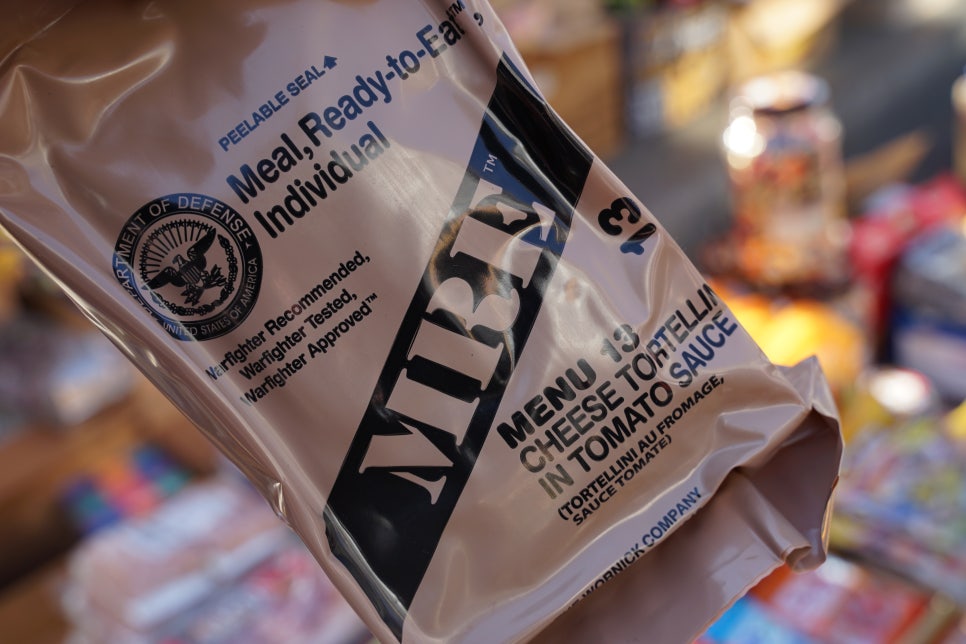 PEELABLE SEAL
Meal, Ready-to-Eat™,
Individual
DEPARTMENT OF DEFENSE
UNITED STATES OF AMERICA
Warfighter Recommended,
Warfighter Tested,
Warfighter Approved™
MRE™
13
MENU 13
CHEESE TORTELLINI
IN TOMATO SAUCE
(TORTELLINI AU FROMAGE,
SAUCE TOMATE)
WORNICK COMPANY